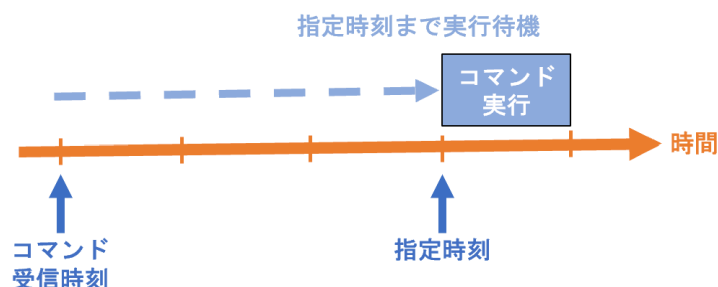 指定時刻まで実行待機
コマンド
実行
時間
コマンド
受信時刻
指定時刻